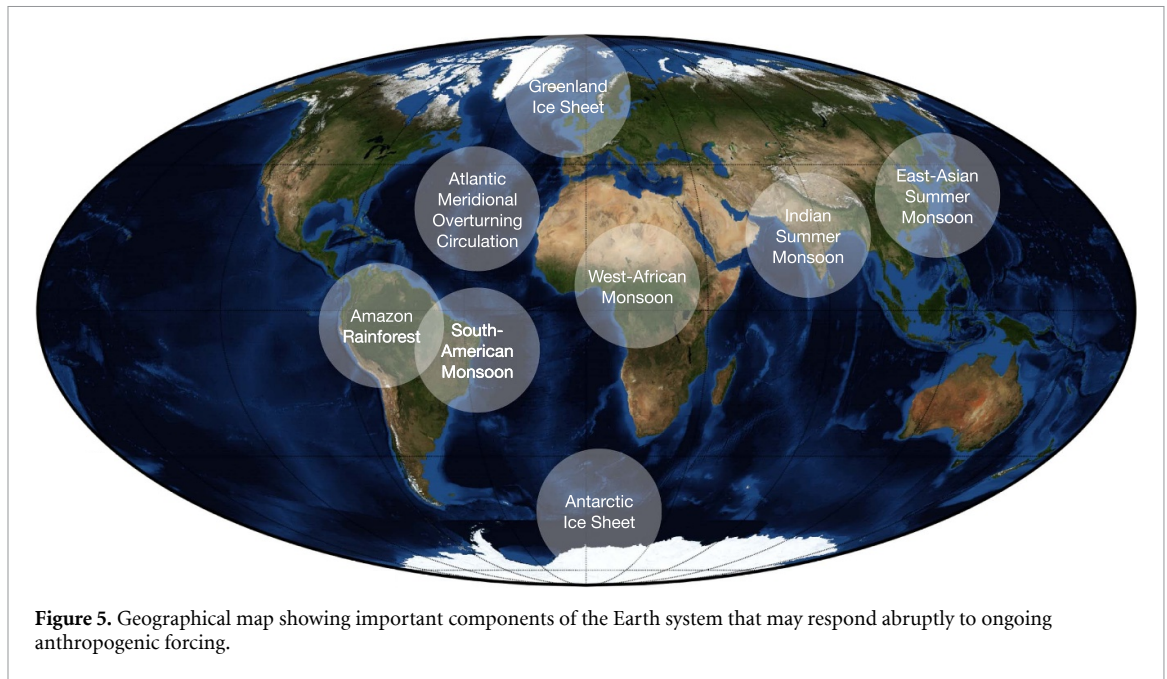 Greenland
Ice Sheet
Atlantic
Meridional
Overturning
Circulation
East-Asian
Summer
Monsoon
Indian
Summer
Monsoon
West-African
Monsoon
Amazon
Rainforest
South-
American
Monsoon
Antarctic
Ice Sheet
Figure 5. Geographical map showing important components of the Earth system that may respond abruptly to ongoing
anthropogenic forcing.